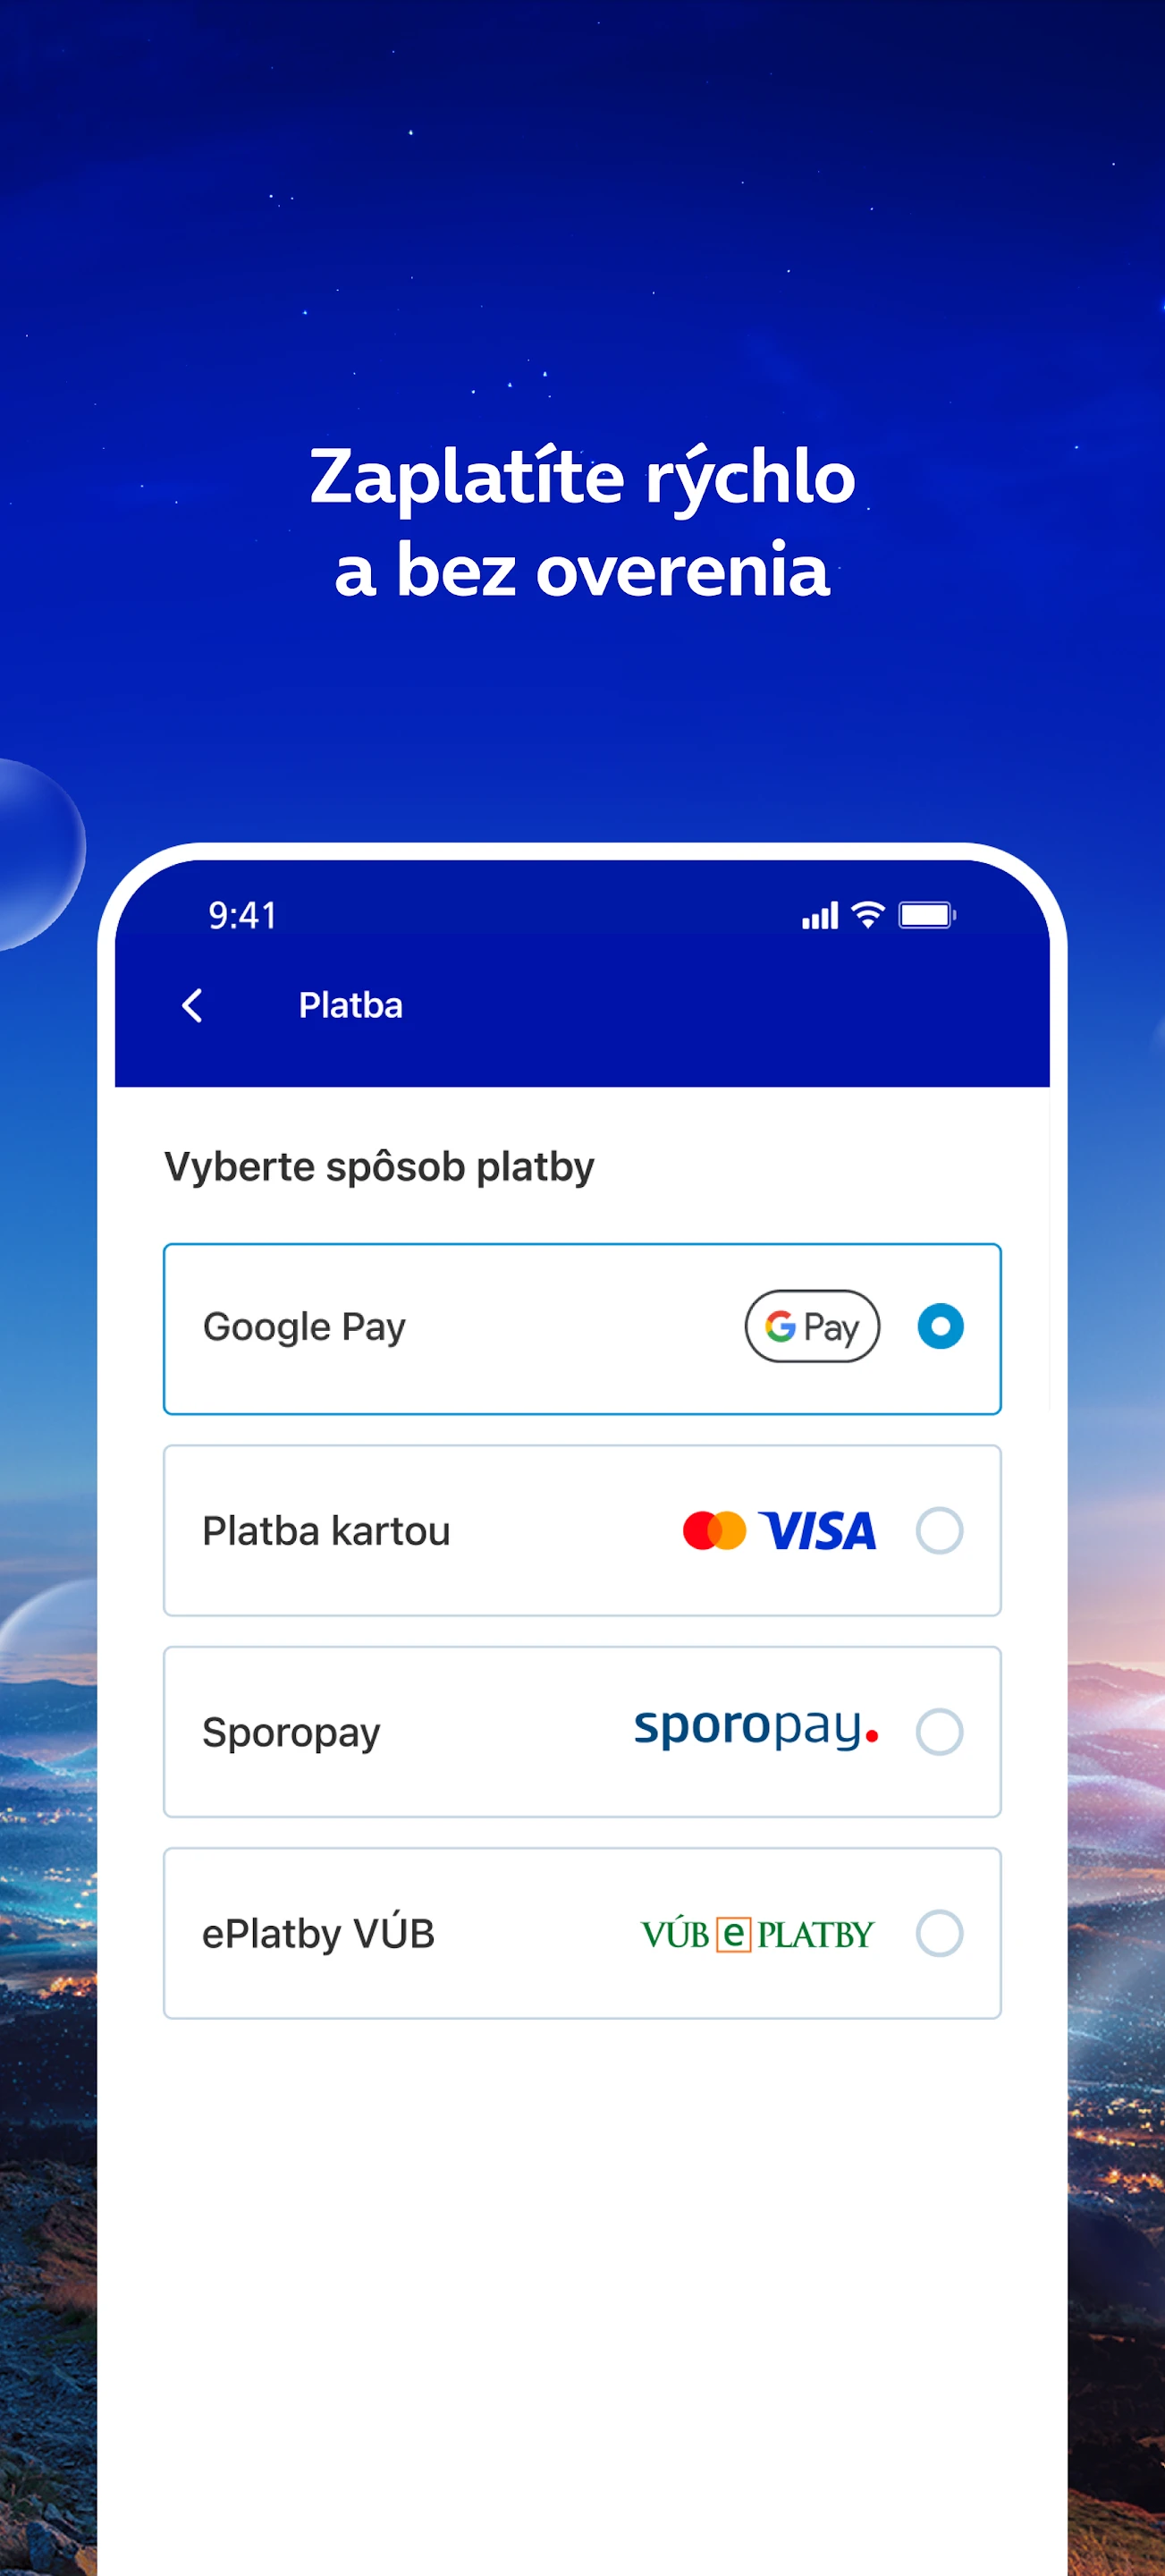 Zaplatíte rýchlo
a bez overenia
9:41
Platba
Vyberte spôsob platby
Google Pay G Pay
Platba kartou VISA
Sporopay sporopay.
ePlatby VÚB VÚB e PLATBY